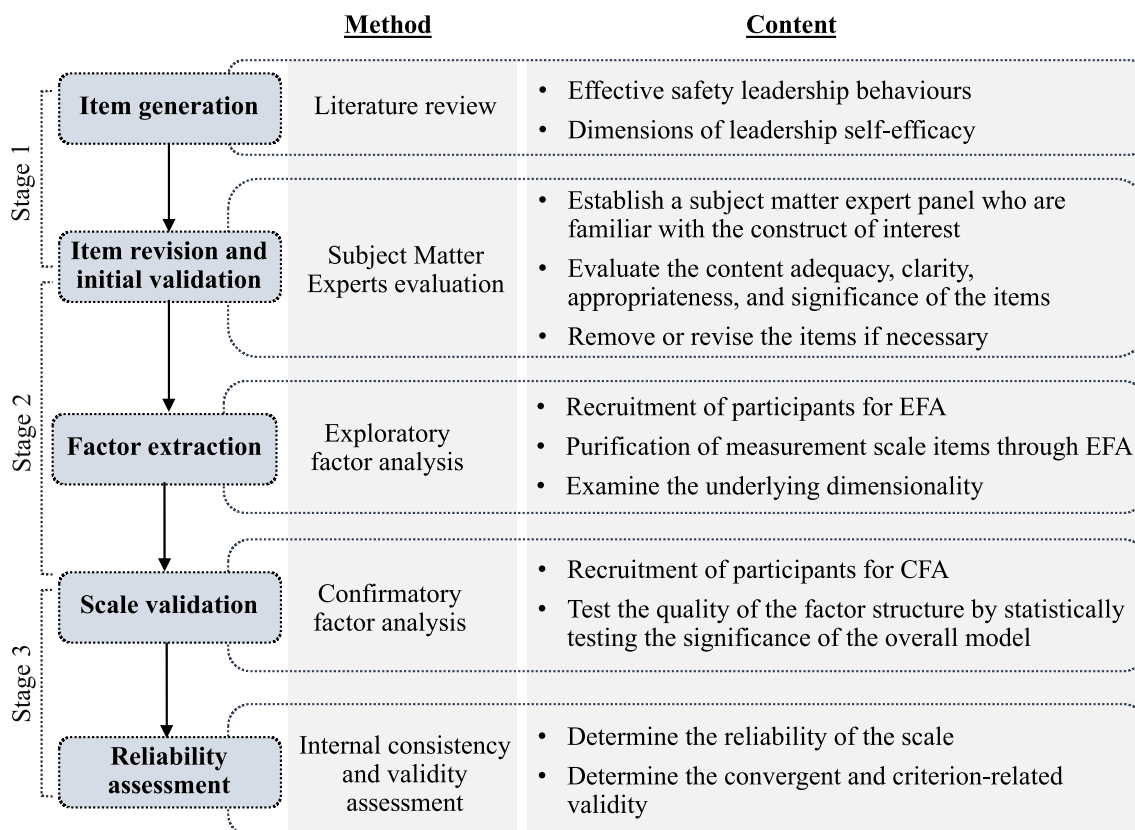 Method
Content
Stage 1
Item generation
Literature review
• Effective safety leadership behaviours
• Dimensions of leadership self-efficacy
Item revision and
initial validation
Subject Matter
Experts evaluation
• Establish a subject matter expert panel who are
familiar with the construct of interest
• Evaluate the content adequacy, clarity,
appropriateness, and significance of the items
• Remove or revise the items if necessary
Stage 2
Factor extraction
Exploratory
factor analysis
• Recruitment of participants for EFA
• Purification of measurement scale items through EFA
• Examine the underlying dimensionality
Scale validation
Confirmatory
factor analysis
• Recruitment of participants for CFA
• Test the quality of the factor structure by statistically
testing the significance of the overall model
Stage 3
Reliability
assessment
Internal consistency
and validity
assessment
• Determine the reliability of the scale
• Determine the convergent and criterion-related
validity